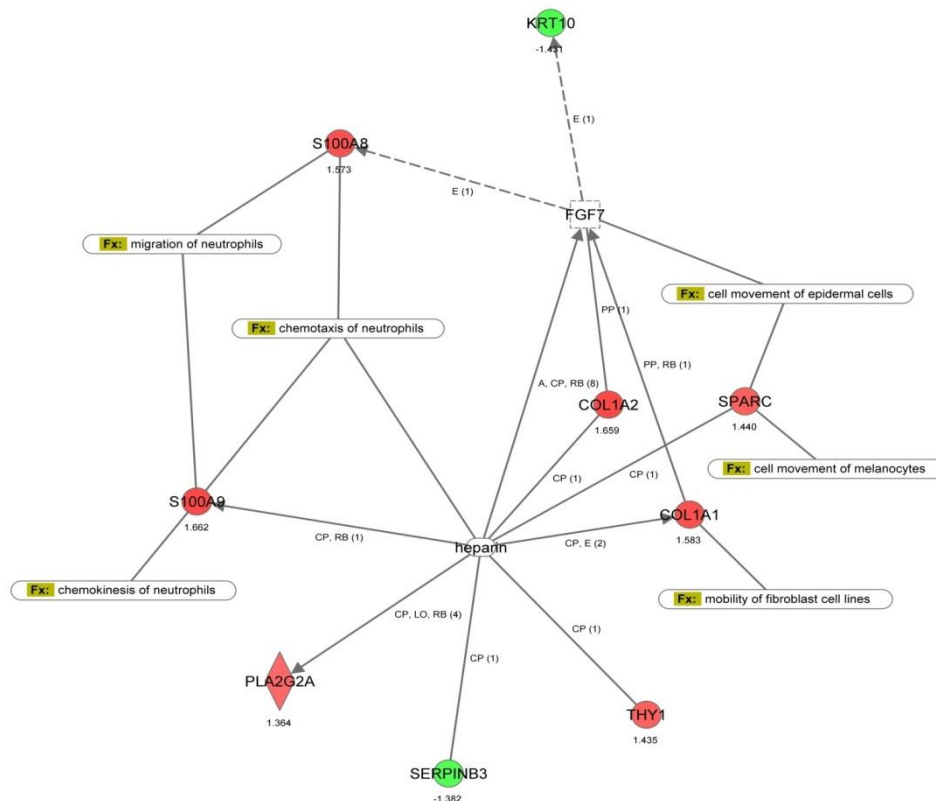 KRT10
-1.431
E (1)
S100A8
1.573
E (1)
FGF7
Fx: migration of neutrophils
Fx: cell movement of epidermal cells
PP (1)
Fx: chemotaxis of neutrophils
PP, RB (1)
A, CP, RB (8)
COL1A2
1.659
SPARC
1.440
CP (1)
CP (1)
Fx: cell movement of melanocytes
S100A9
1.662
COL1A1
1.583
CP, RB (1)
heparin
CP, E (2)
Fx: chemokinesis of neutrophils
Fx: mobility of fibroblast cell lines
CP, LO, RB (4)
CP (1)
CP (1)
PLA2G2A
1.364
THY1
1.435
SERPINB3
-1.382